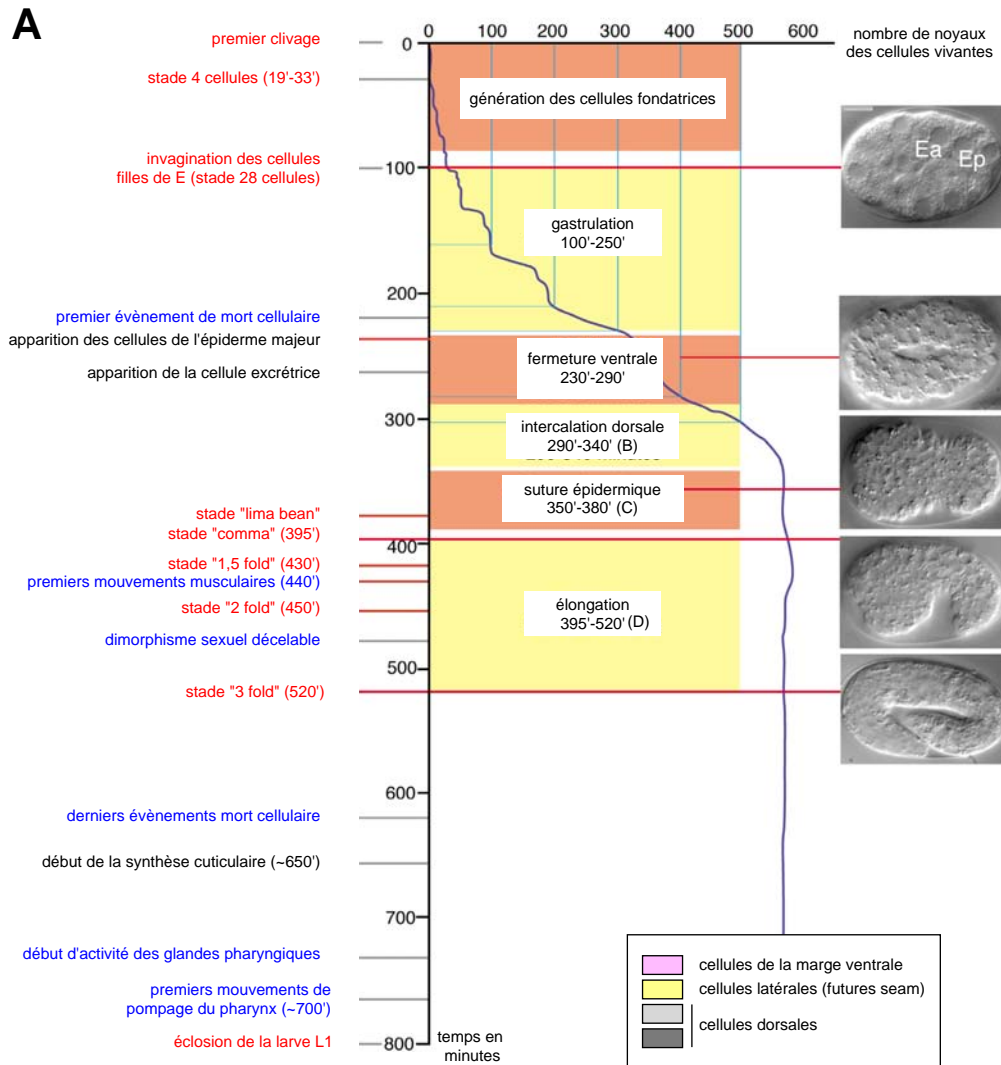 A
0 100 200 300 400 500 600
nombre de noyaux
des cellules vivantes
premier clivage
0
stade 4 cellules (19'-33')
génération des cellules fondatrices
invagination des cellules
filles de E (stade 28 cellules)
100
Ea
Ep
gastrulation
100'-250'
200
premier évènement de mort cellulaire
apparition des cellules de l'épiderme majeur
apparition de la cellule excrétrice
fermeture ventrale
230'-290'
300
intercalation dorsale
290'-340' (B)
suture épidermique
350'-380' (C)
stade "lima bean"
stade "comma" (395')
400
stade "1,5 fold" (430')
premiers mouvements musculaires (440')
stade "2 fold" (450')
élongation
395'-520' (D)
dimorphisme sexuel décelable
500
stade "3 fold" (520')
600
derniers évènements mort cellulaire
début de la synthèse cuticulaire (~650')
700
début d'activité des glandes pharyngiques
premiers mouvements de
pompage du pharynx (~700')
éclosion de la larve L1
800
temps en
minutes
cellules de la marge ventrale
cellules latérales (futures seam)
cellules dorsales